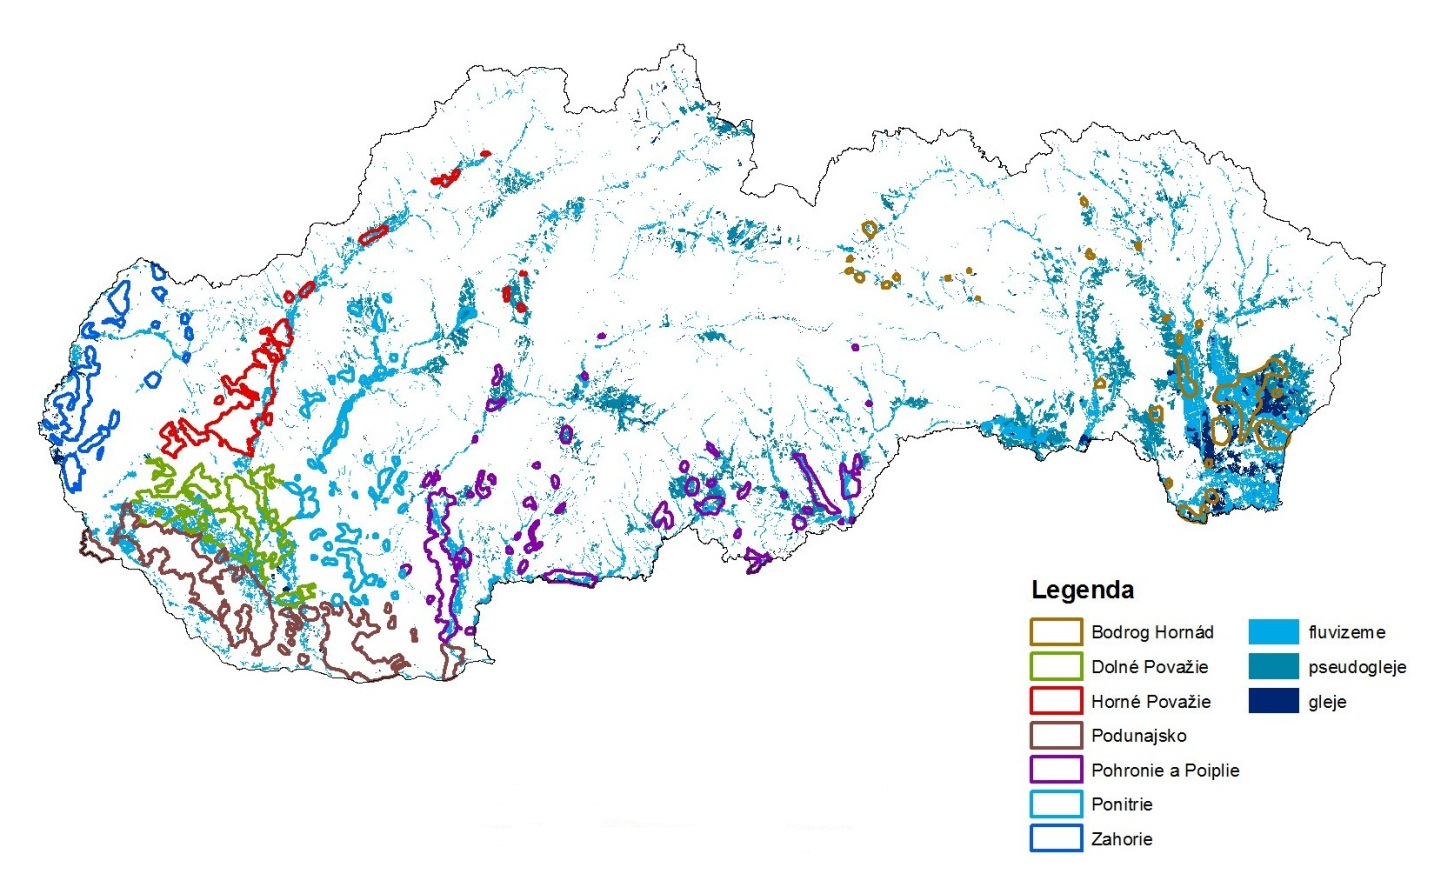 Legenda
Bodrog Hornád
Dolné Považie
Horné Považie
Podunajsko
Pohronie a Poiplie
Ponitrie
Zahorie
fluvizeme
pseudogleje
gleje